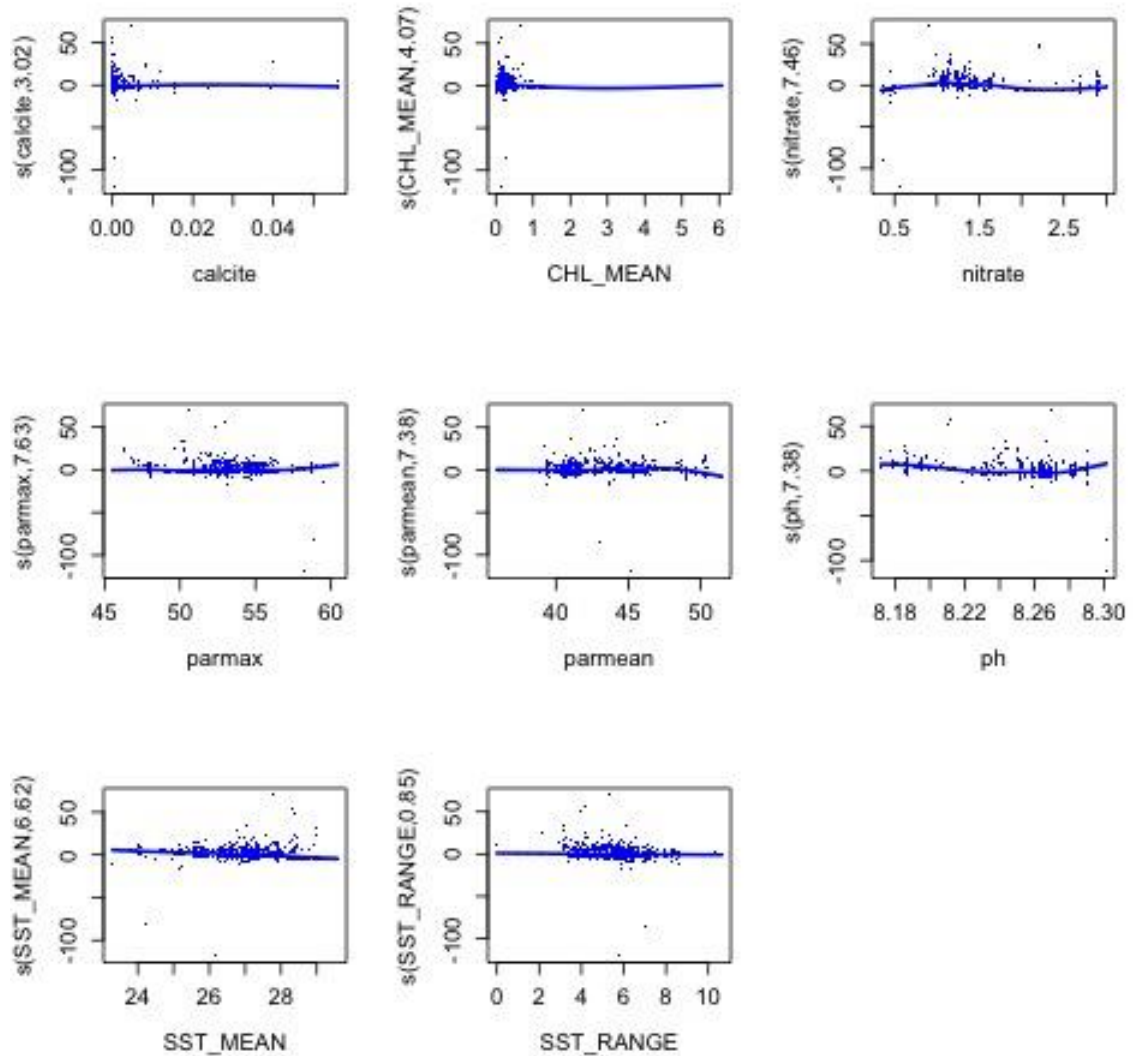 s(calcite,3.02)
50
0
-100
0.00 0.02 0.04
calcite
s(CHL_MEAN,4.07)
50
0
-100
0 1 2 3 4 5 6
CHL_MEAN
s(nitrate,7.46)
50
0
-100
0.5 1.5 2.5
nitrate
s(parmax,7.63)
50
0
-100
45 50 55 60
parmax
s(parmean,7.38)
50
0
-100
40 45 50
parmean
s(ph,7.38)
50
0
-100
8.18 8.22 8.26 8.30
ph
s(SST_MEAN,6.62)
50
0
-100
24 26 28
SST_MEAN
s(SST_RANGE,0.85)
50
0
-100
0 2 4 6 8 10
SST_RANGE